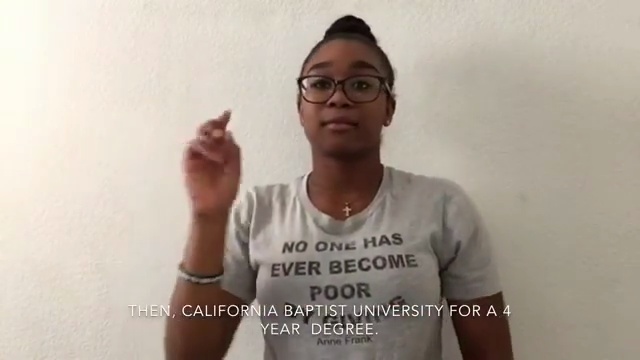 NO ONE HAS
EVER BECOME
POOR
THEN, CALIFORNIA BAPTIST UNIVERSITY FOR A 4
YEAR DEGREE.
Anne Frank